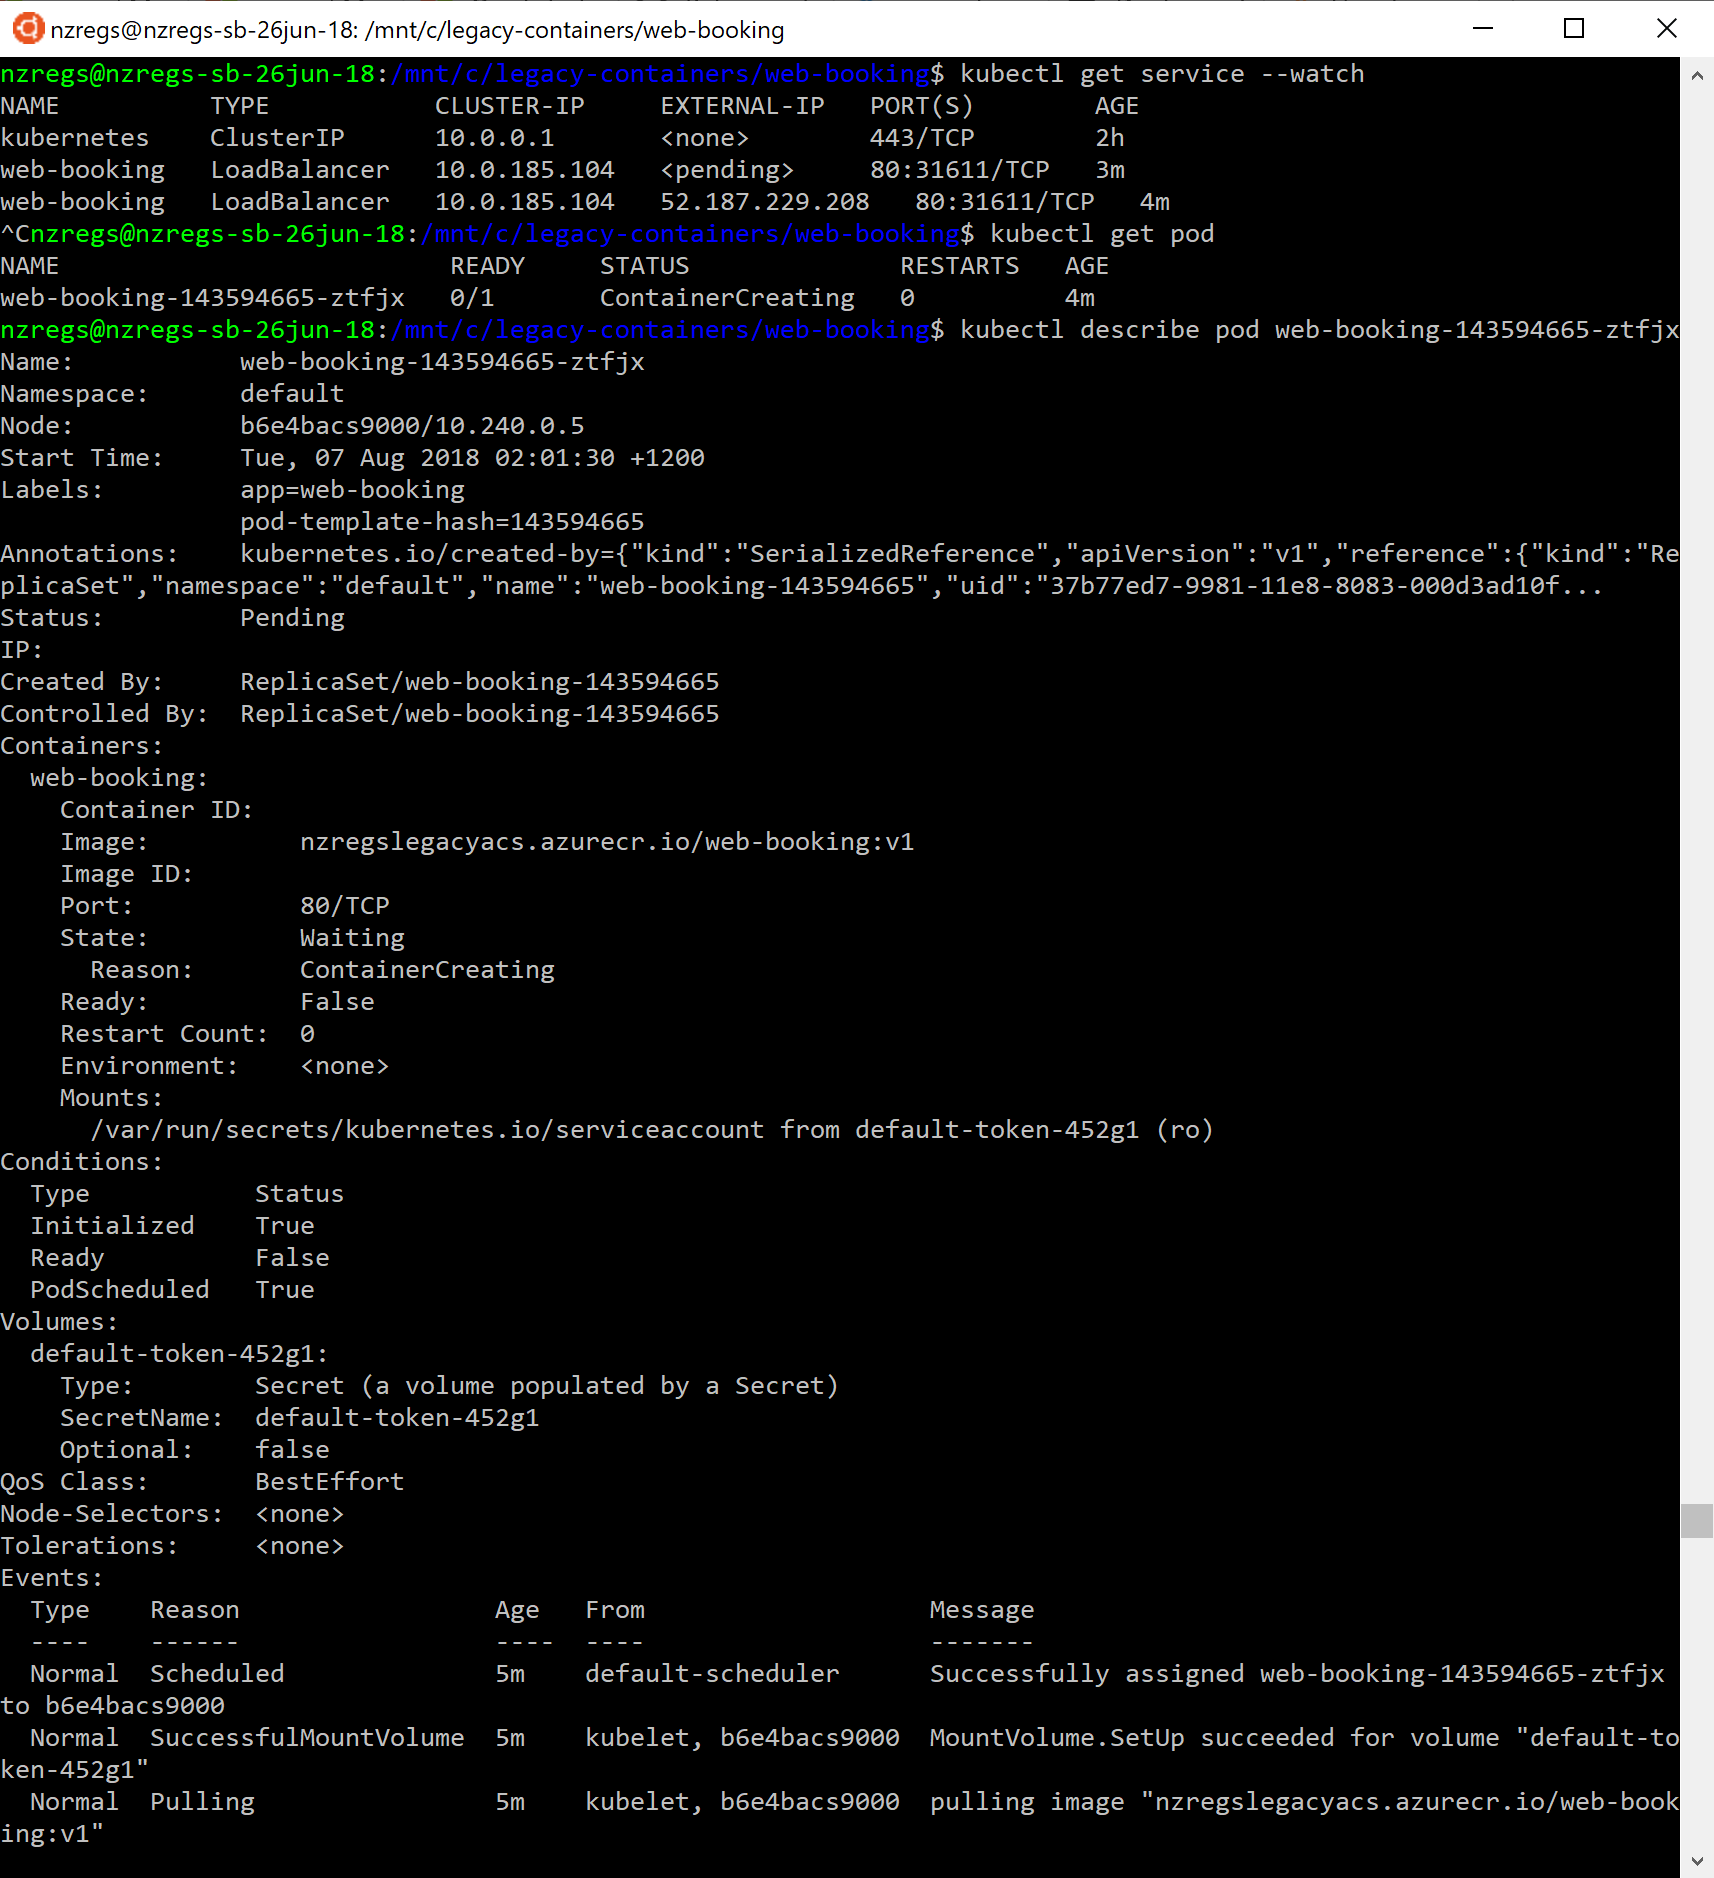 nzregs@nzregs-sb-26jun-18: /mnt/c/legacy-containers/web-booking
nzregs@nzregs-sb-26jun-18:/mnt/c/legacy-containers/web-booking$ kubectl get service --watch
NAME          TYPE           CLUSTER-IP     EXTERNAL-IP   PORT(S)        AGE
kubernetes    ClusterIP      10.0.0.1       <none>        443/TCP        2h
web-booking   LoadBalancer   10.0.185.104   <pending>     80:31611/TCP   3m
web-booking   LoadBalancer   10.0.185.104   52.187.229.208   80:31611/TCP   4m
^Cnzregs@nzregs-sb-26jun-18:/mnt/c/legacy-containers/web-booking$ kubectl get pod
NAME                          READY     STATUS              RESTARTS   AGE
web-booking-143594665-ztfjx   0/1       ContainerCreating   0          4m
nzregs@nzregs-sb-26jun-18:/mnt/c/legacy-containers/web-booking$ kubectl describe pod web-booking-143594665-ztfjx
Name:           web-booking-143594665-ztfjx
Namespace:      default
Node:           b6e4bacs9000/10.240.0.5
Start Time:     Tue, 07 Aug 2018 02:01:30 +1200
Labels:         app=web-booking
                pod-template-hash=143594665
Annotations:    kubernetes.io/created-by={"kind":"SerializedReference","apiVersion":"v1","reference":{"kind":"Re
plicaSet","namespace":"default","name":"web-booking-143594665","uid":"37b77ed7-9981-11e8-8083-000d3ad10f...
Status:         Pending
IP:
Created By:     ReplicaSet/web-booking-143594665
Controlled By:  ReplicaSet/web-booking-143594665
Containers:
  web-booking:
    Container ID:
    Image:          nzregslegacyacs.azurecr.io/web-booking:v1
    Image ID:
    Port:           80/TCP
    State:          Waiting
      Reason:       ContainerCreating
    Ready:          False
    Restart Count:  0
    Environment:    <none>
    Mounts:
      /var/run/secrets/kubernetes.io/serviceaccount from default-token-452g1 (ro)
Conditions:
  Type           Status
  Initialized    True
  Ready          False
  PodScheduled   True
Volumes:
  default-token-452g1:
    Type:        Secret (a volume populated by a Secret)
    SecretName:  default-token-452g1
    Optional:    false
QoS Class:       BestEffort
Node-Selectors:  <none>
Tolerations:     <none>
Events:
  Type    Reason                 Age   From                   Message
  ----    ------                 ----  ----                   -------
  Normal  Scheduled              5m    default-scheduler      Successfully assigned web-booking-143594665-ztfjx
to b6e4bacs9000
  Normal  SuccessfulMountVolume  5m    kubelet, b6e4bacs9000  MountVolume.SetUp succeeded for volume "default-to
ken-452g1"
  Normal  Pulling                5m    kubelet, b6e4bacs9000  pulling image "nzregslegacyacs.azurecr.io/web-book
ing:v1"